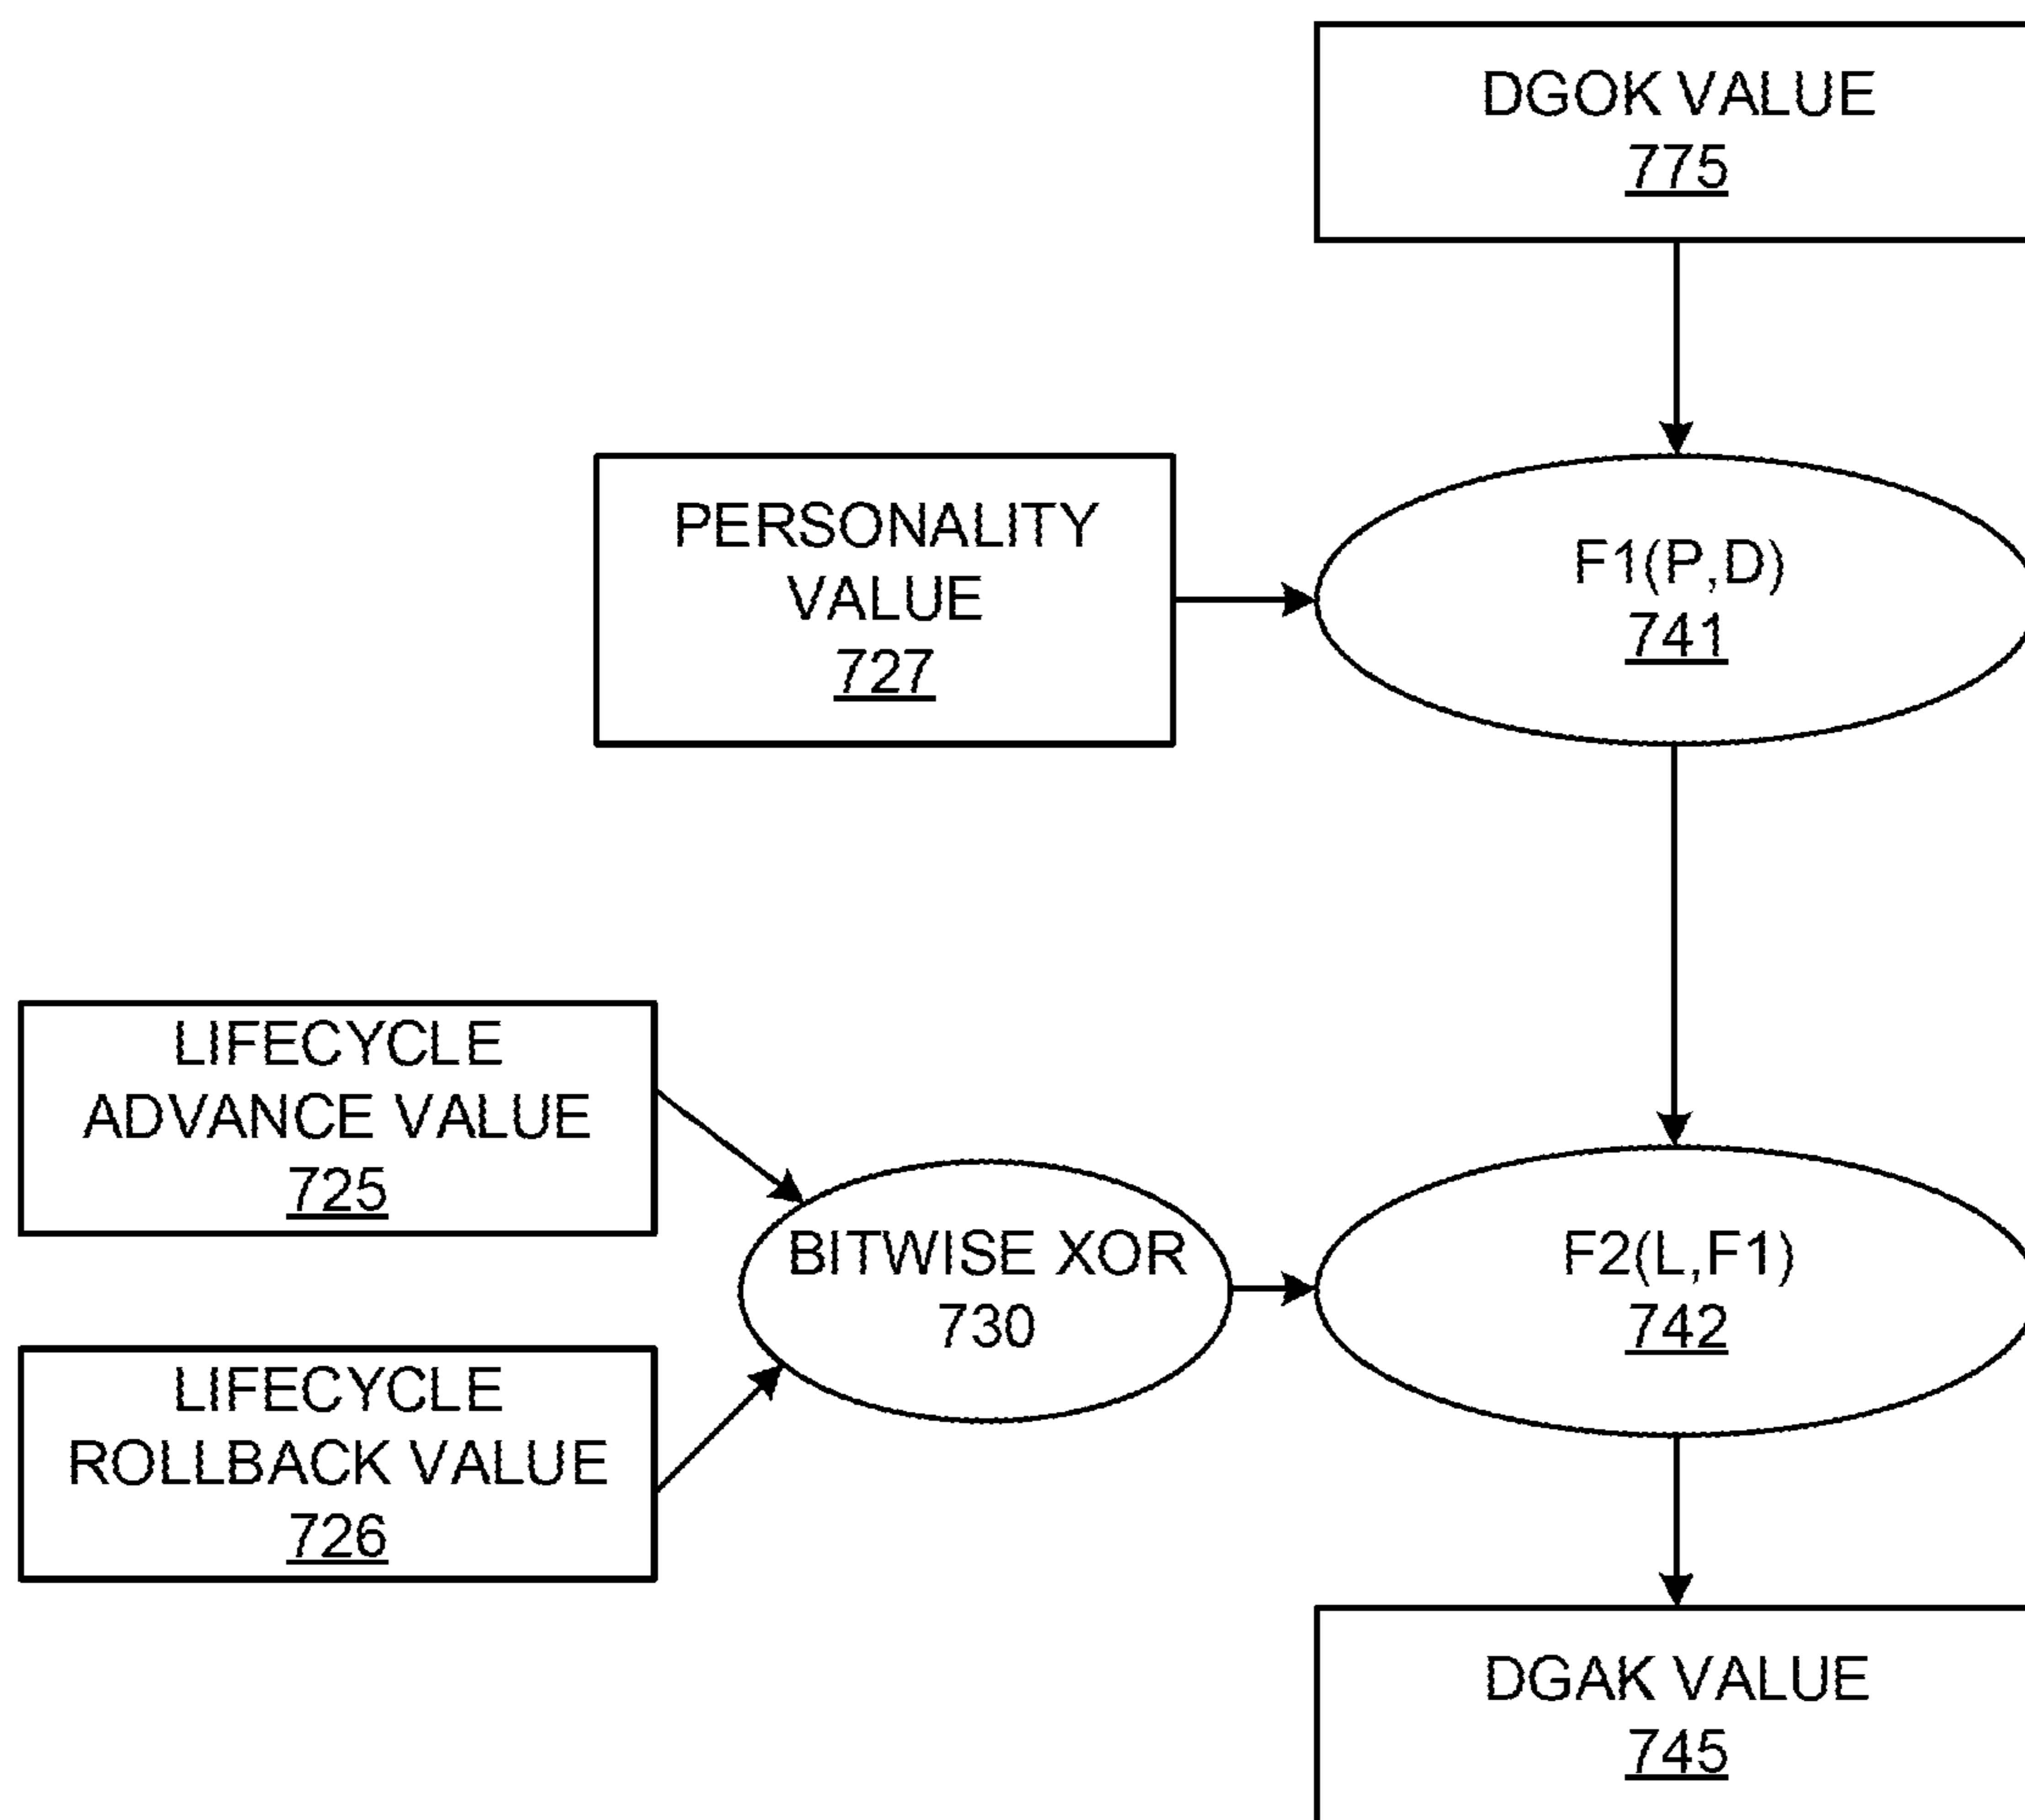 DGOK VALUE
775
PERSONALITY
VALUE
727
F1(P,D)
741
LIFECYCLE
ADVANCE VALUE
725
BITWISE XOR
730
F2(L,F1)
742
LIFECYCLE
ROLLBACK VALUE
726
DGAK VALUE
745